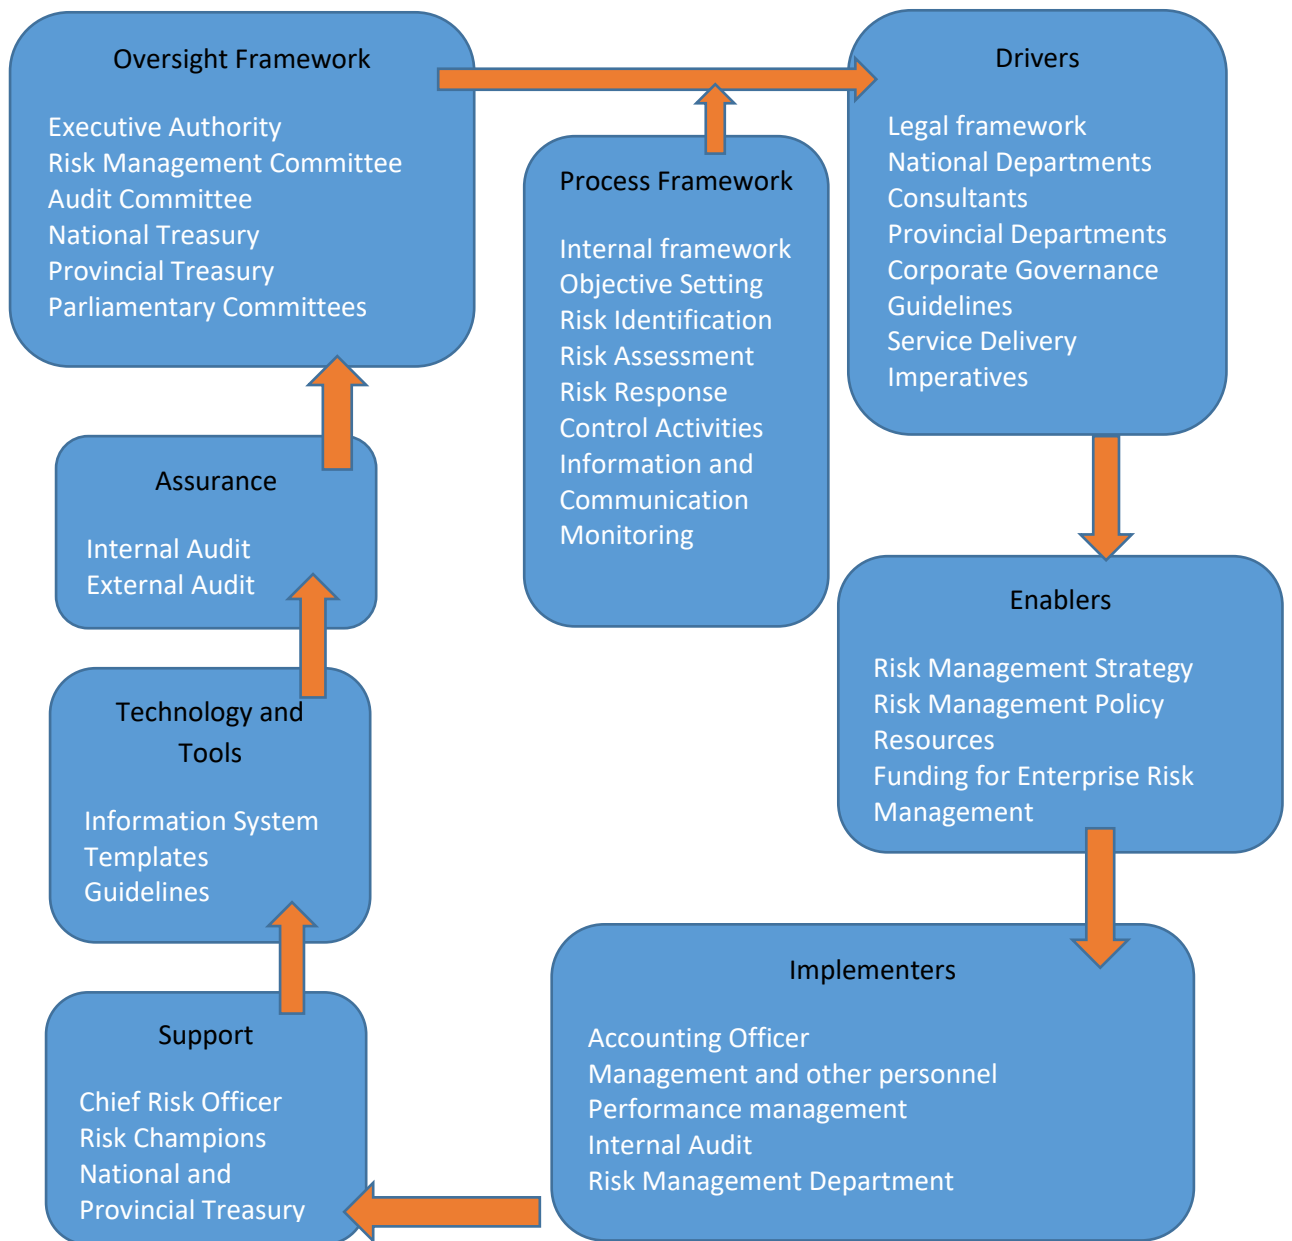 Oversight Framework
Executive Authority
Risk Management Committee
Audit Committee
National Treasury
Provincial Treasury
Parliamentary Committees
Process Framework
Internal framework
Objective Setting
Risk Identification
Risk Assessment
Risk Response
Control Activities
Information and
Communication
Monitoring
Drivers
Legal framework
National Departments
Consultants
Provincial Departments
Corporate Governance
Guidelines
Service Delivery
Imperatives
Enablers
Risk Management Strategy
Risk Management Policy
Resources
Funding for Enterprise Risk
Management
Implementers
Accounting Officer
Management and other personnel
Performance management
Internal Audit
Risk Management Department
Support
Chief Risk Officer
Risk Champions
National and
Provincial Treasury
Technology and
Tools
Information System
Templates
Guidelines
Assurance
Internal Audit
External Audit